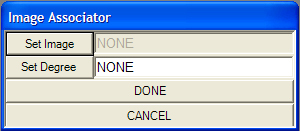 Image Associator
Set Image NONE
Set Degree NONE
DONE
CANCEL